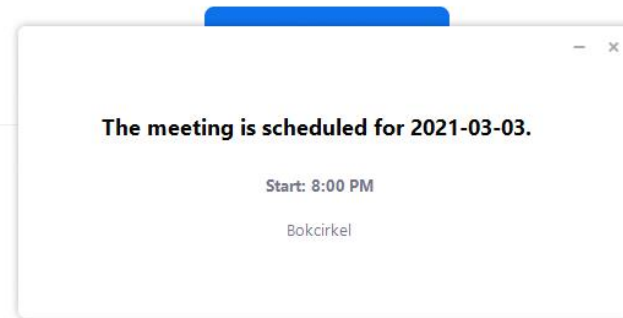 The meeting is scheduled for 2021-03-03.
Start: 8:00 PM
Bokcirkel